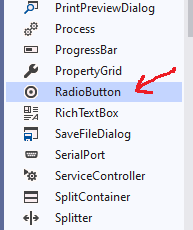 PrintPreviewDialog
Process
ProgressBar
PropertyGrid
RadioButton
RichTextBox
SaveFileDialog
SerialPort
ServiceController
SplitContainer
Splitter